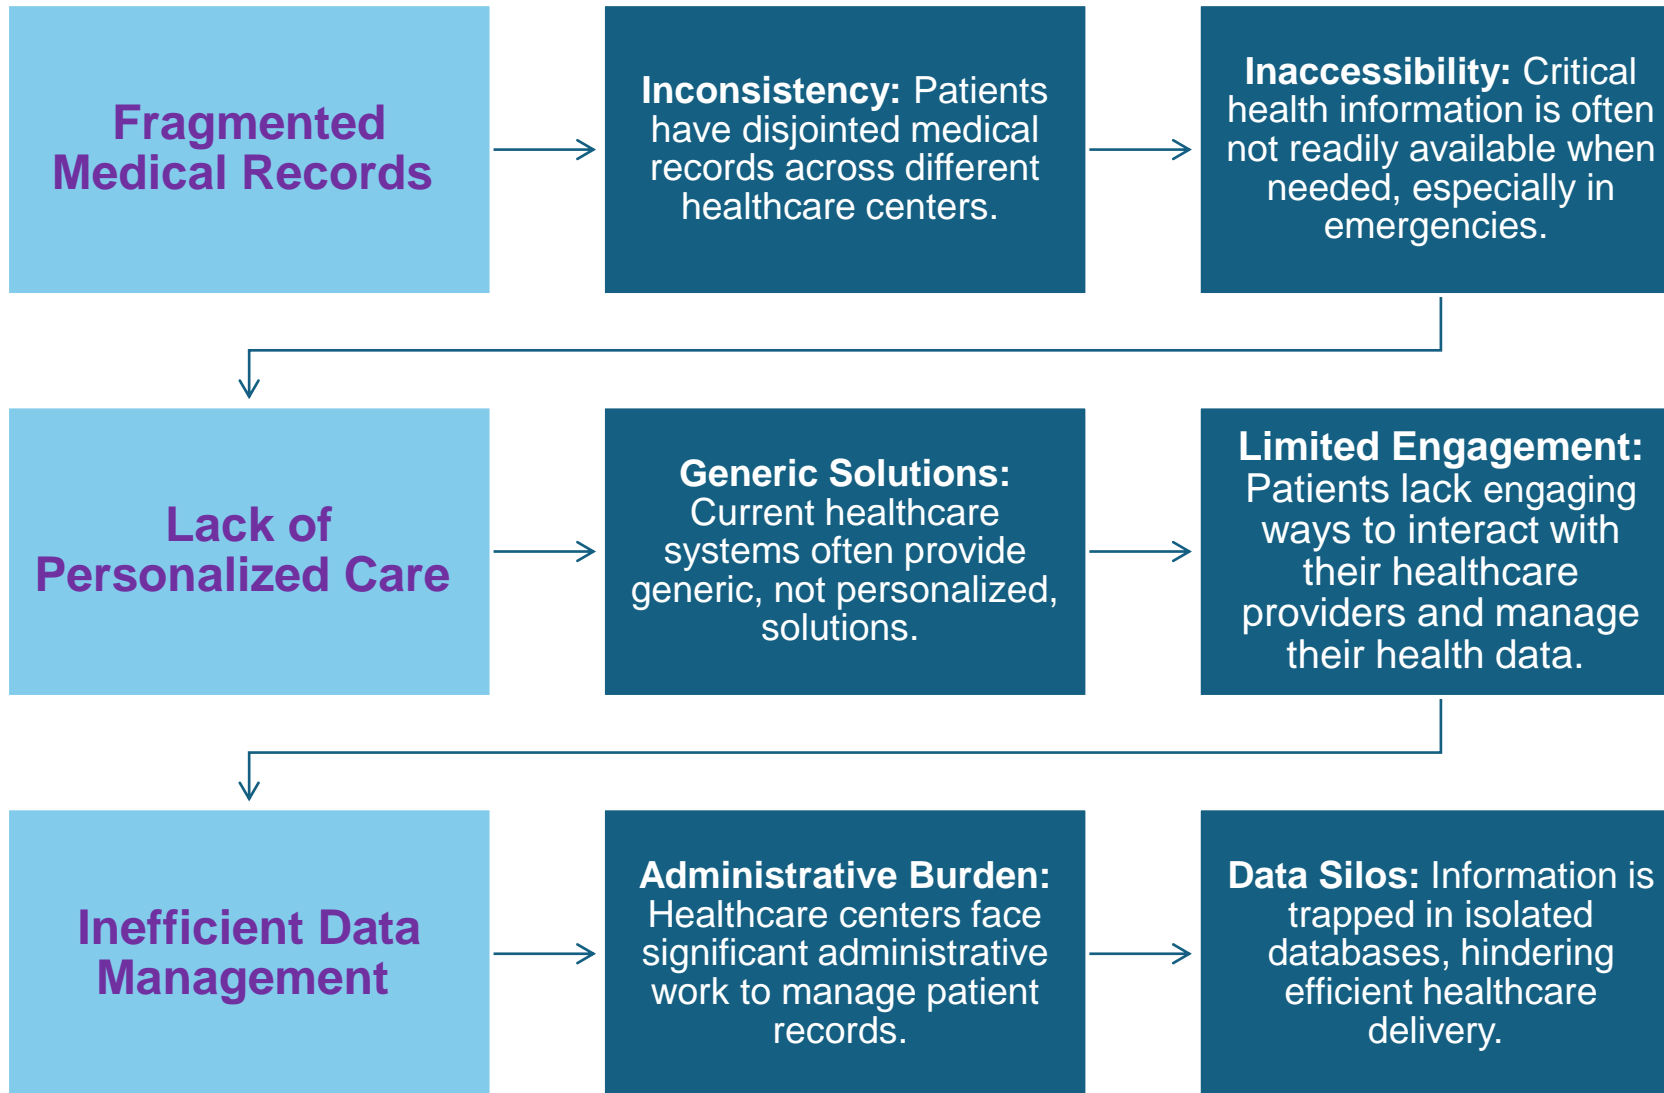 Fragmented
Medical Records
Inconsistency: Patients
have disjointed medical
records across different
healthcare centers.
Inaccessibility: Critical
health information is often
not readily available when
needed, especially in
emergencies.
Lack of
Personalized Care
Generic Solutions:
Current healthcare
systems often provide
generic, not personalized,
solutions.
Limited Engagement:
Patients lack engaging
ways to interact with
their healthcare
providers and manage
their health data.
Inefficient Data
Management
Administrative Burden:
Healthcare centers face
significant administrative
work to manage patient
records.
Data Silos: Information is
trapped in isolated
databases, hindering
efficient healthcare
delivery.